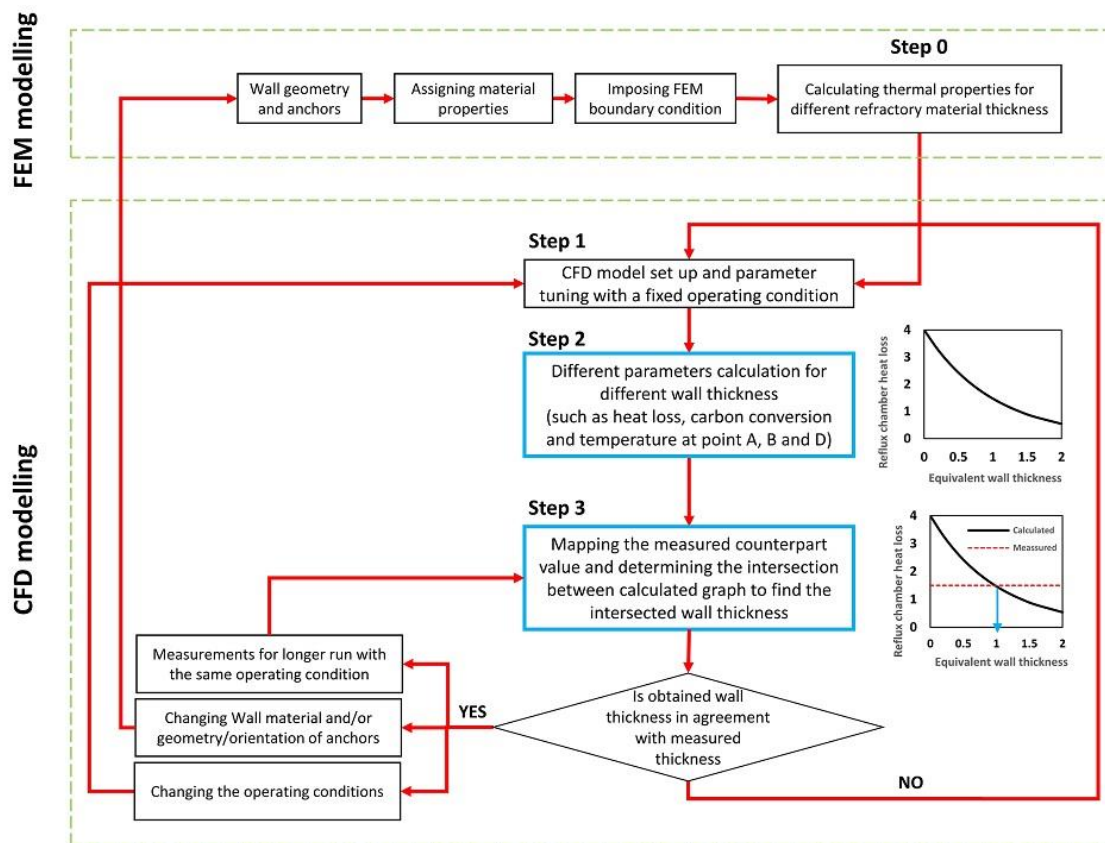 FEM modelling
Step 0
Wall geometry
and anchors
Assigning material
properties
Imposing FEM
boundary condition
Calculating thermal properties for
different refractory material thickness
CFD modelling
Step 1
CFD model set up and parameter
tuning with a fixed operating condition
Step 2
Different parameters calculation for
different wall thickness
(such as heat loss, carbon conversion
and temperature at point A, B and D)
Reflux chamber heat loss
4
3
2
1
0
0 0.5 1 1.5 2
Equivalent wall thickness
Step 3
Mapping the measured counterpart
value and determining the intersection
between calculated graph to find the
intersected wall thickness
Reflux chamber heat loss
4
3
2
1
0
Calculated
Meassured
0 0.5 1 1.5 2
Equivalent wall thickness
Measurements for longer run with
the same operating condition
Changing Wall material and/or
geometry/orientation of anchors
Changing the operating conditions
YES
Is obtained wall
thickness in agreement
with measured
thickness
NO